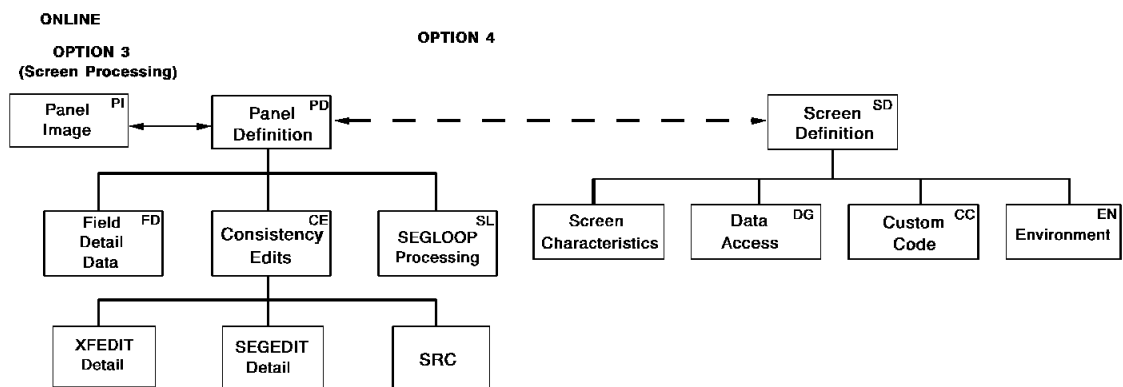 ONLINE
OPTION 3
(Screen Processing)
OPTION 4
PI
Panel
Image
PD
Panel
Definition
SD
Screen
Definition
FD
Field
Detail
Data
CE
Consistency
Edits
SL
SEGLOOP
Processing
Screen
Characteristics
DG
Data
Access
CC
Custom
Code
EN
Environment
XFEDIT
Detail
SEGEDIT
Detail
SRC